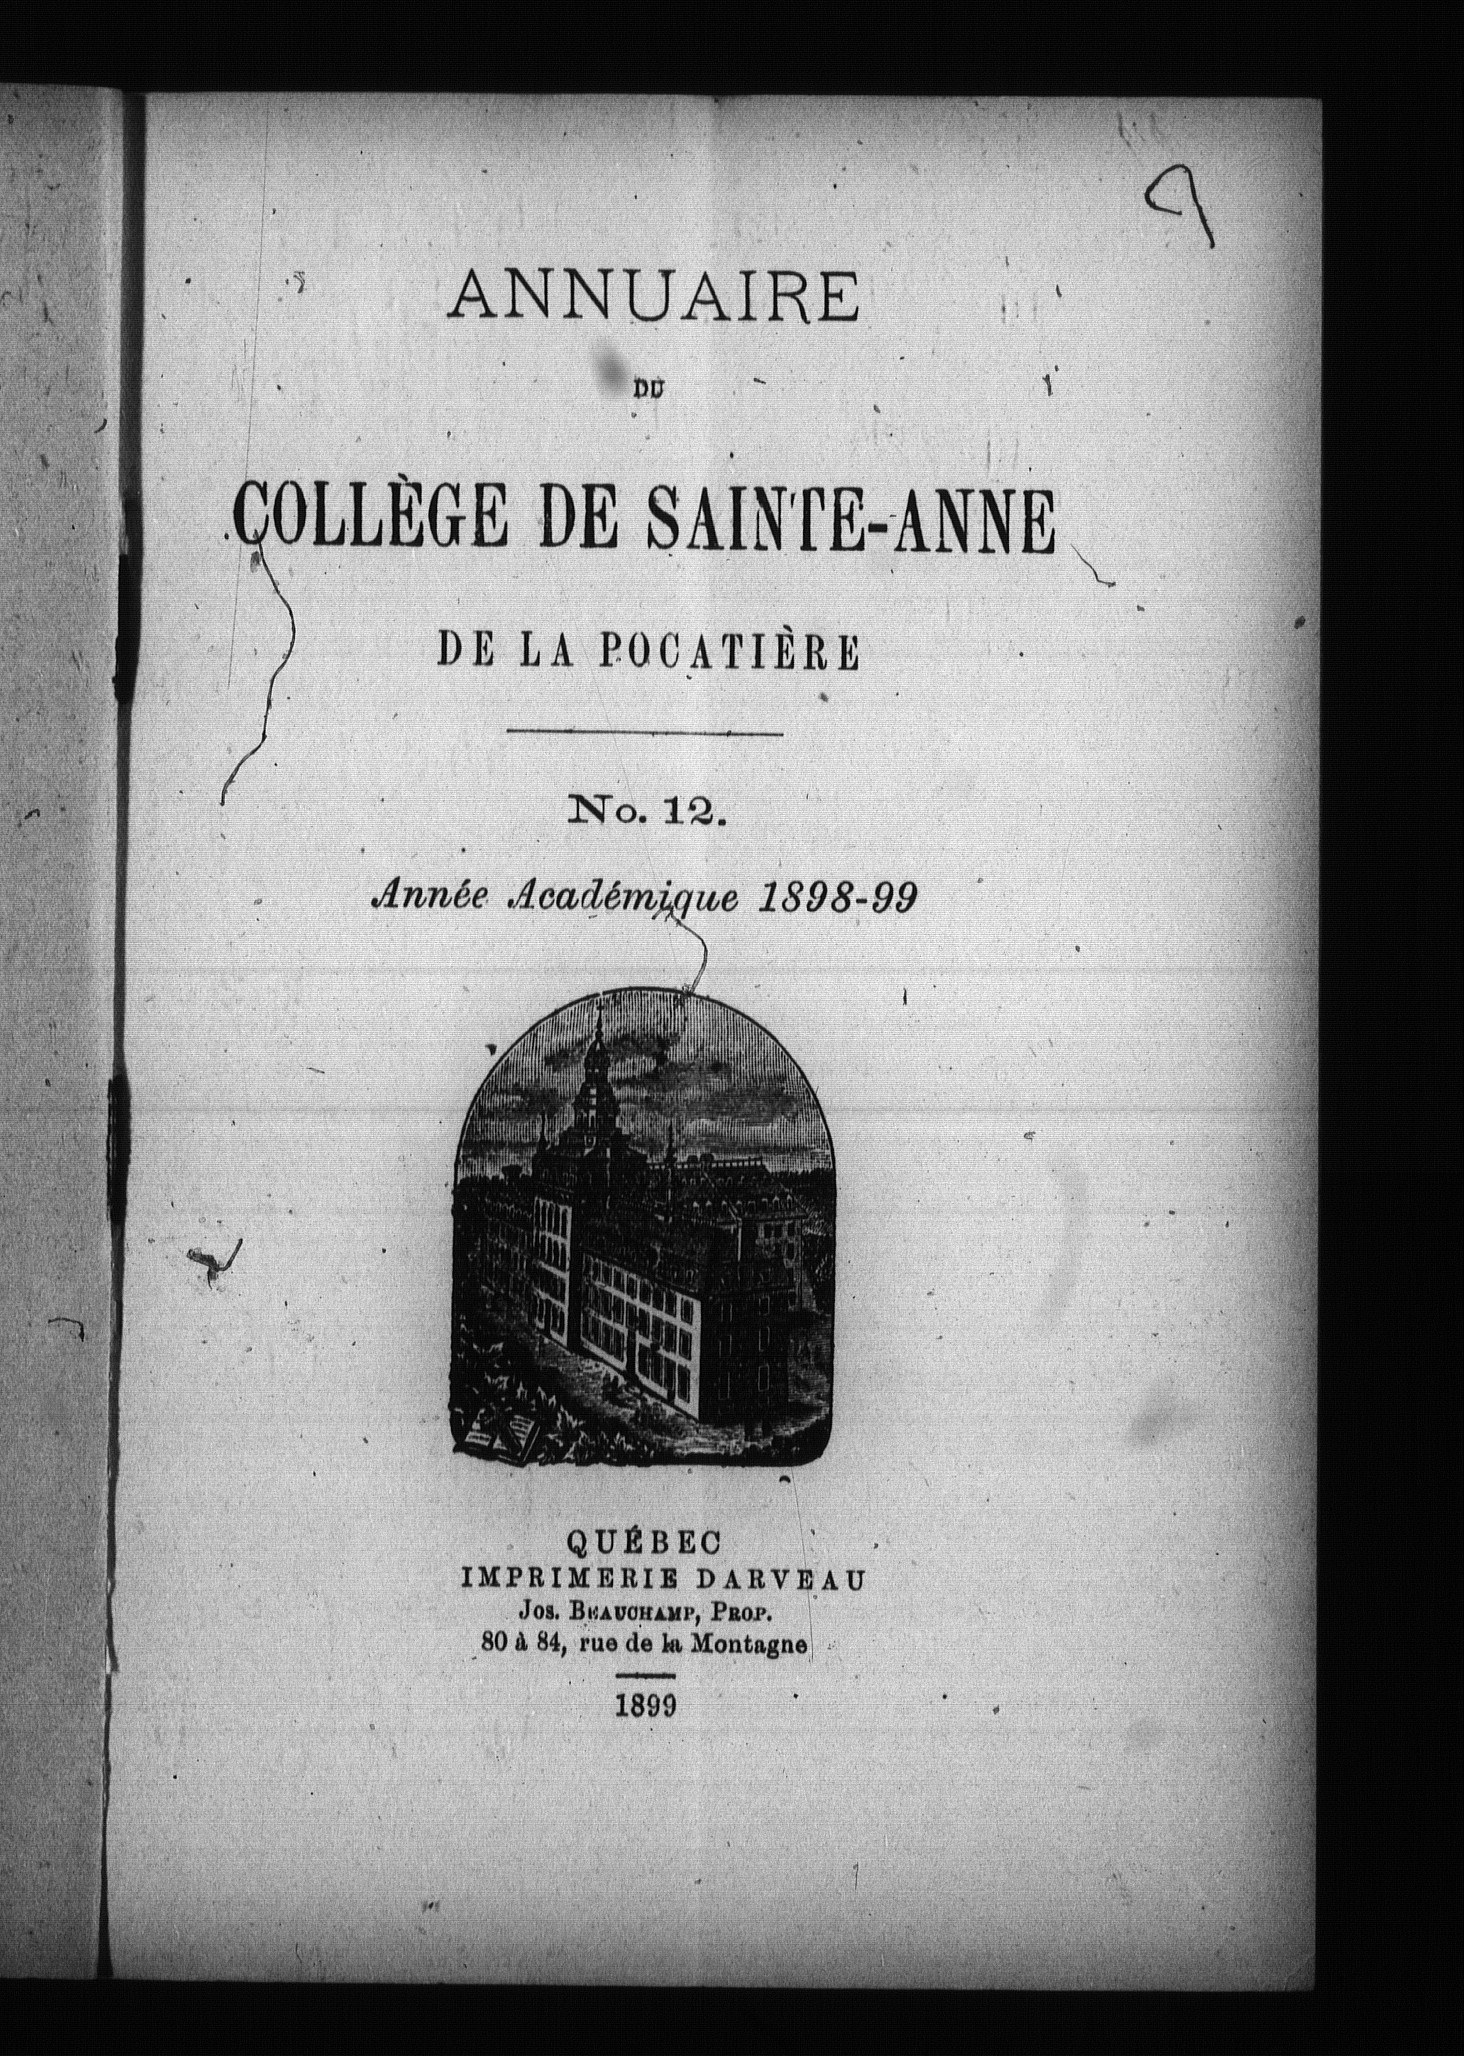 ANNUAIRE
DU
COLLÈGE DE SAINTE-ANNE
DE LA POCATIÈRE
No. 12.
Année Académique 1898-99
QUÉBEC
IMPRIMERIE DARVEAU
Jos. Beauchamp, Prop.
80 à 84, rue de la Montagne
1899